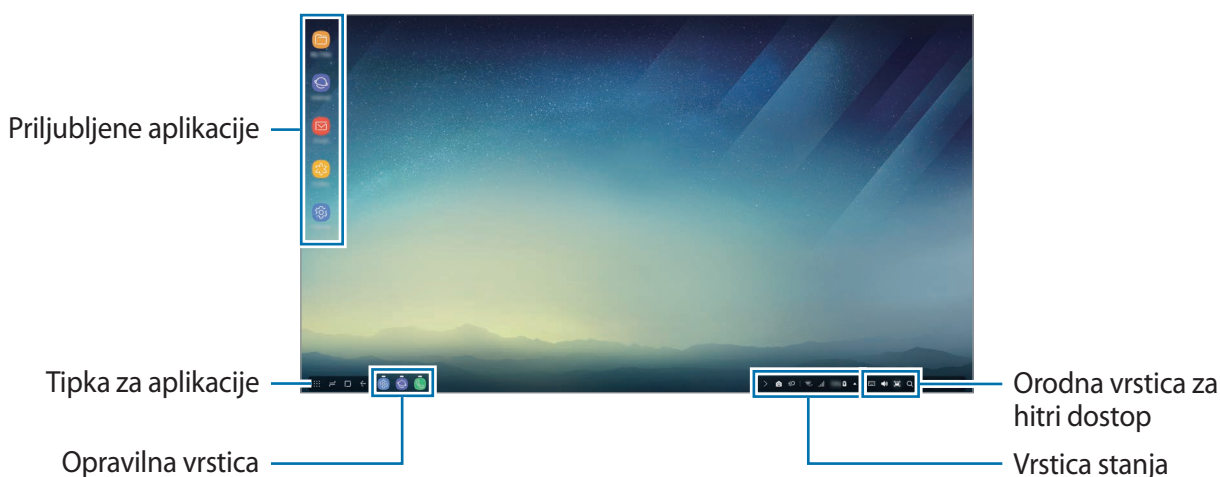 Priljubljene aplikacije
Tipka za aplikacije
Opravilna vrstica
Orodna vrstica za
hitri dostop
Vrstica stanja